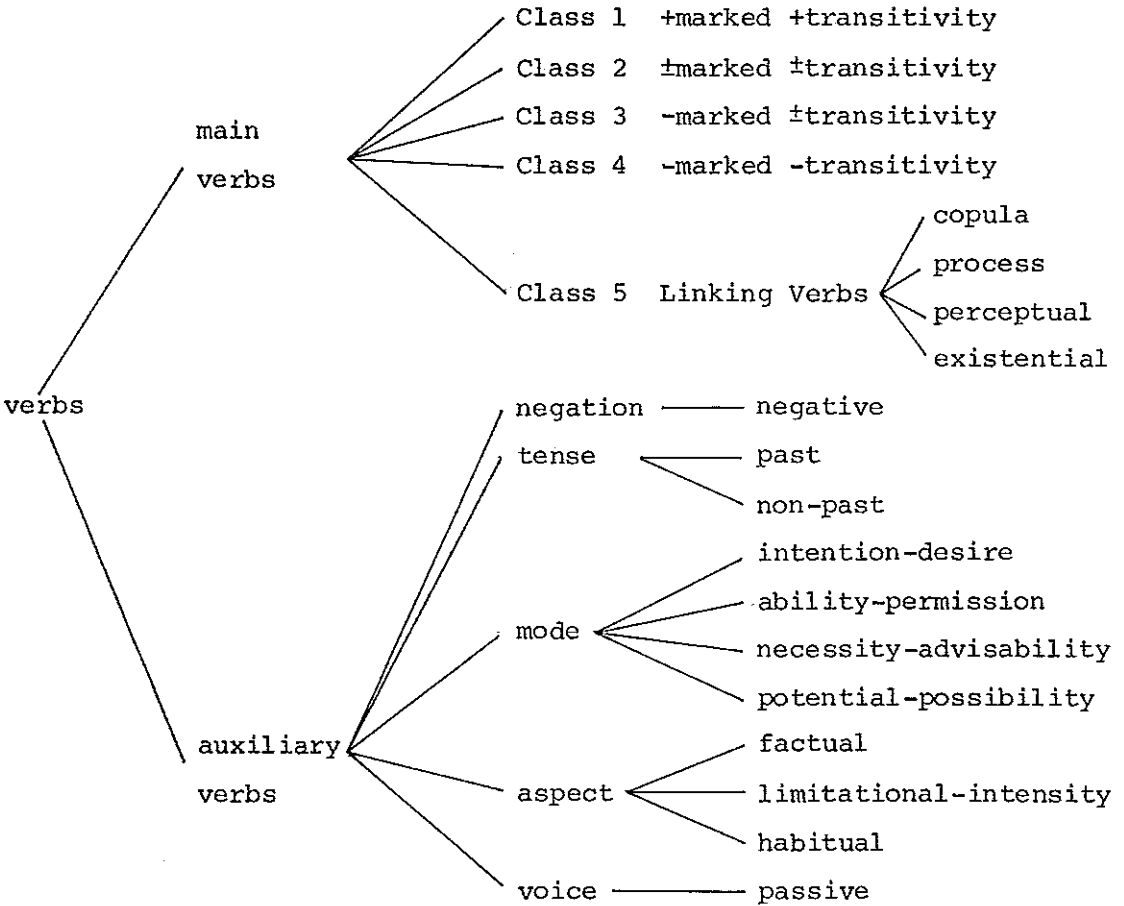 Class 1 +marked +transitivity
Class 2 ±marked ±transitivity
Class 3 -marked ±transitivity
Class 4 -marked -transitivity
main
verbs
Class 5 Linking Verbs
copula
process
perceptual
existential
verbs
negation
negative
tense
past
non-past
mode
intention-desire
ability-permission
necessity-advisability
potential-possibility
auxiliary
verbs
aspect
factual
limitational-intensity
habitual
voice
passive